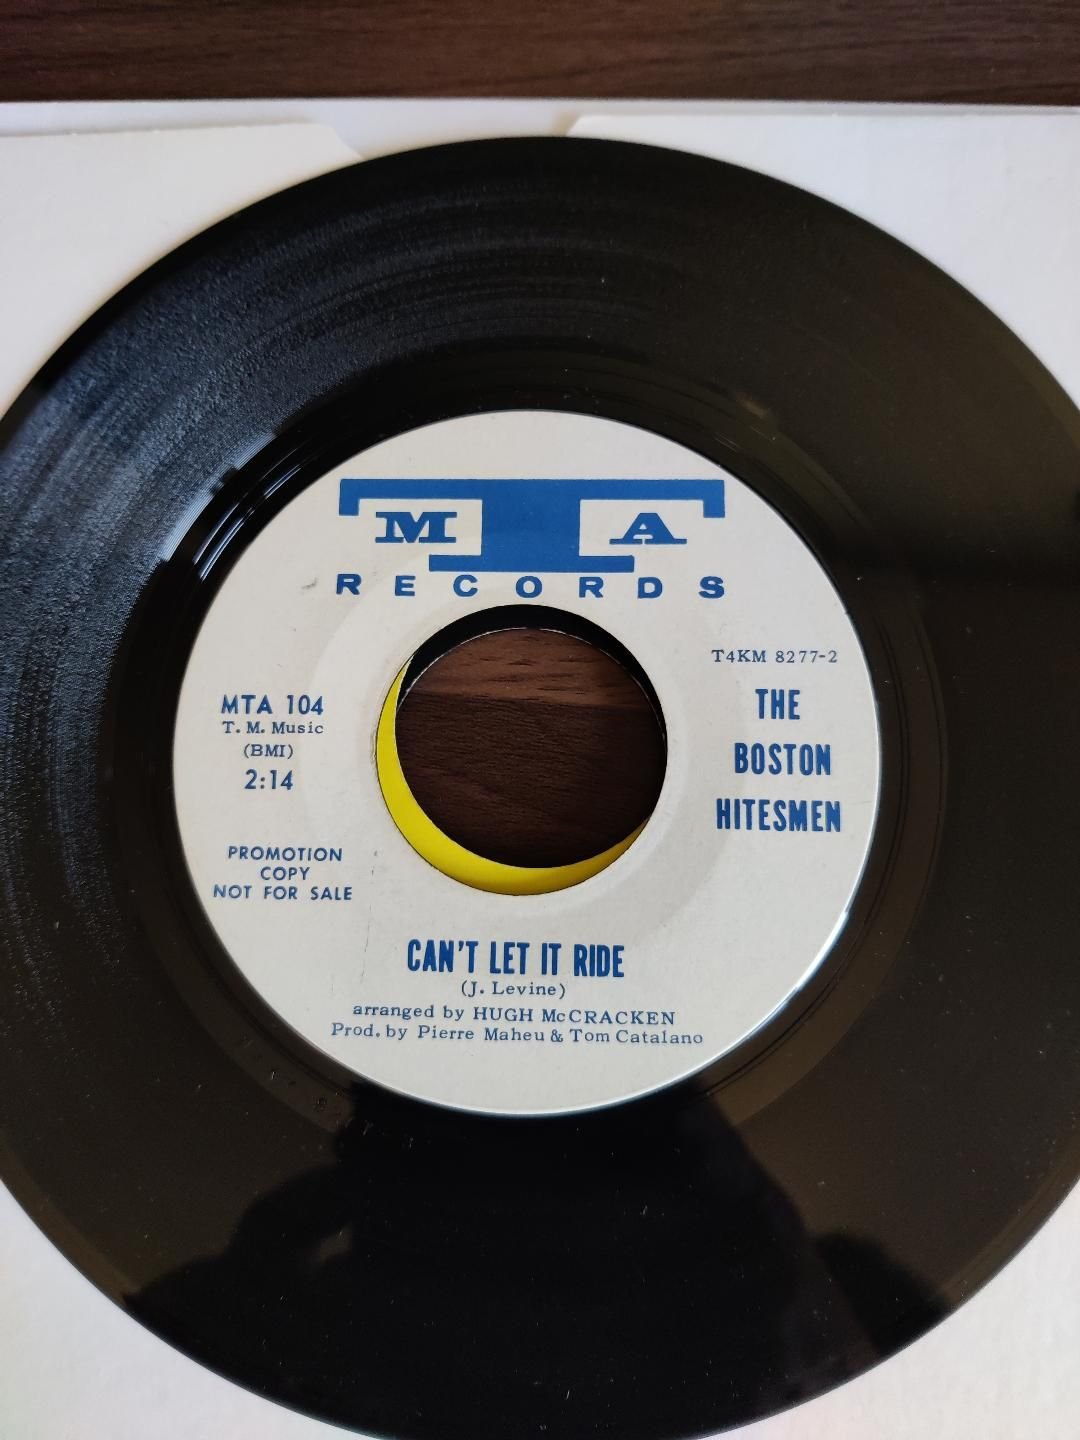 MTA
RECORDS
T4KM 8277-2
MTA 104
T. M. Music
(BMI)
2:14
THE
BOSTON
HITESMEN
PROMOTION
COPY
NOT FOR SALE
CAN'T LET IT RIDE
(J. Levine)
arranged by HUGH McCRACKEN
Prod. by Pierre Maheu & Tom Catalano